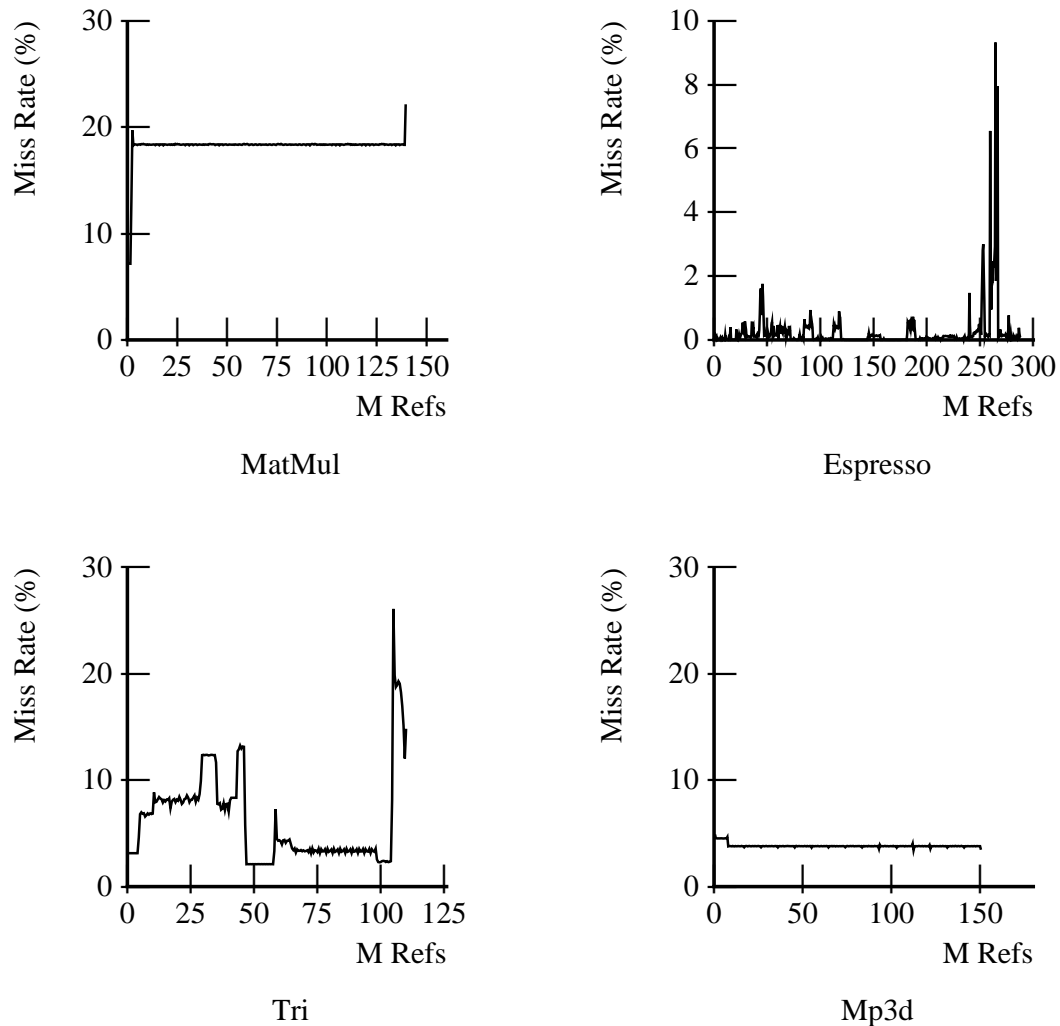 Miss Rate (%)
30
20
10
0
0 25 50 75 100 125 150
M Refs
MatMul
Miss Rate (%)
10
8
6
4
2
0
0 50 100 150 200 250 300
M Refs
Espresso
Miss Rate (%)
30
20
10
0
0 25 50 75 100 125
M Refs
Tri
Miss Rate (%)
30
20
10
0
0 50 100 150
M Refs
Mp3d